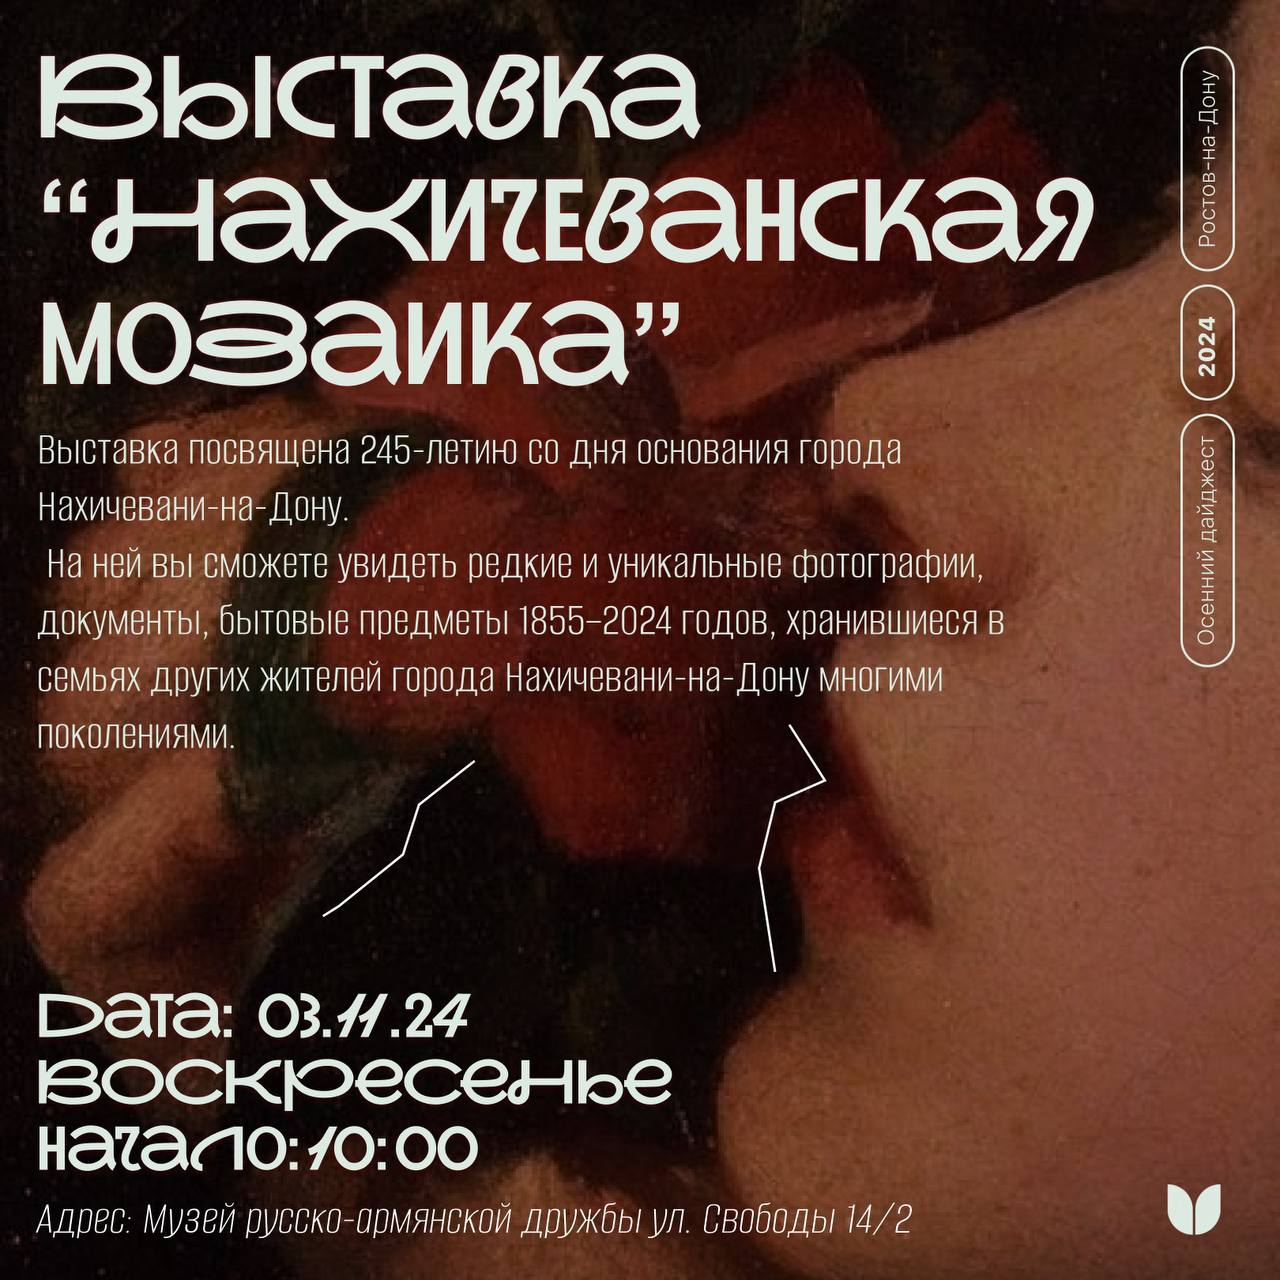 Выставка
“Нахичеванская
мозаика”
Выставка посвящена 245-летию со дня основания города
Нахичевани-на-Дону.
На ней вы сможете увидеть редкие и уникальные фотографии,
документы, бытовые предметы 1855–2024 годов, хранившиеся в
семьях других жителей города Нахичевани-на-Дону многими
поколениями.
Дата: 03.11.24
Воскресенье
Начало: 10:00
Адрес: Музей русско-армянской дружбы ул. Свободы 14/2
Ростов-на-Дону
2024
Осенний дайджест